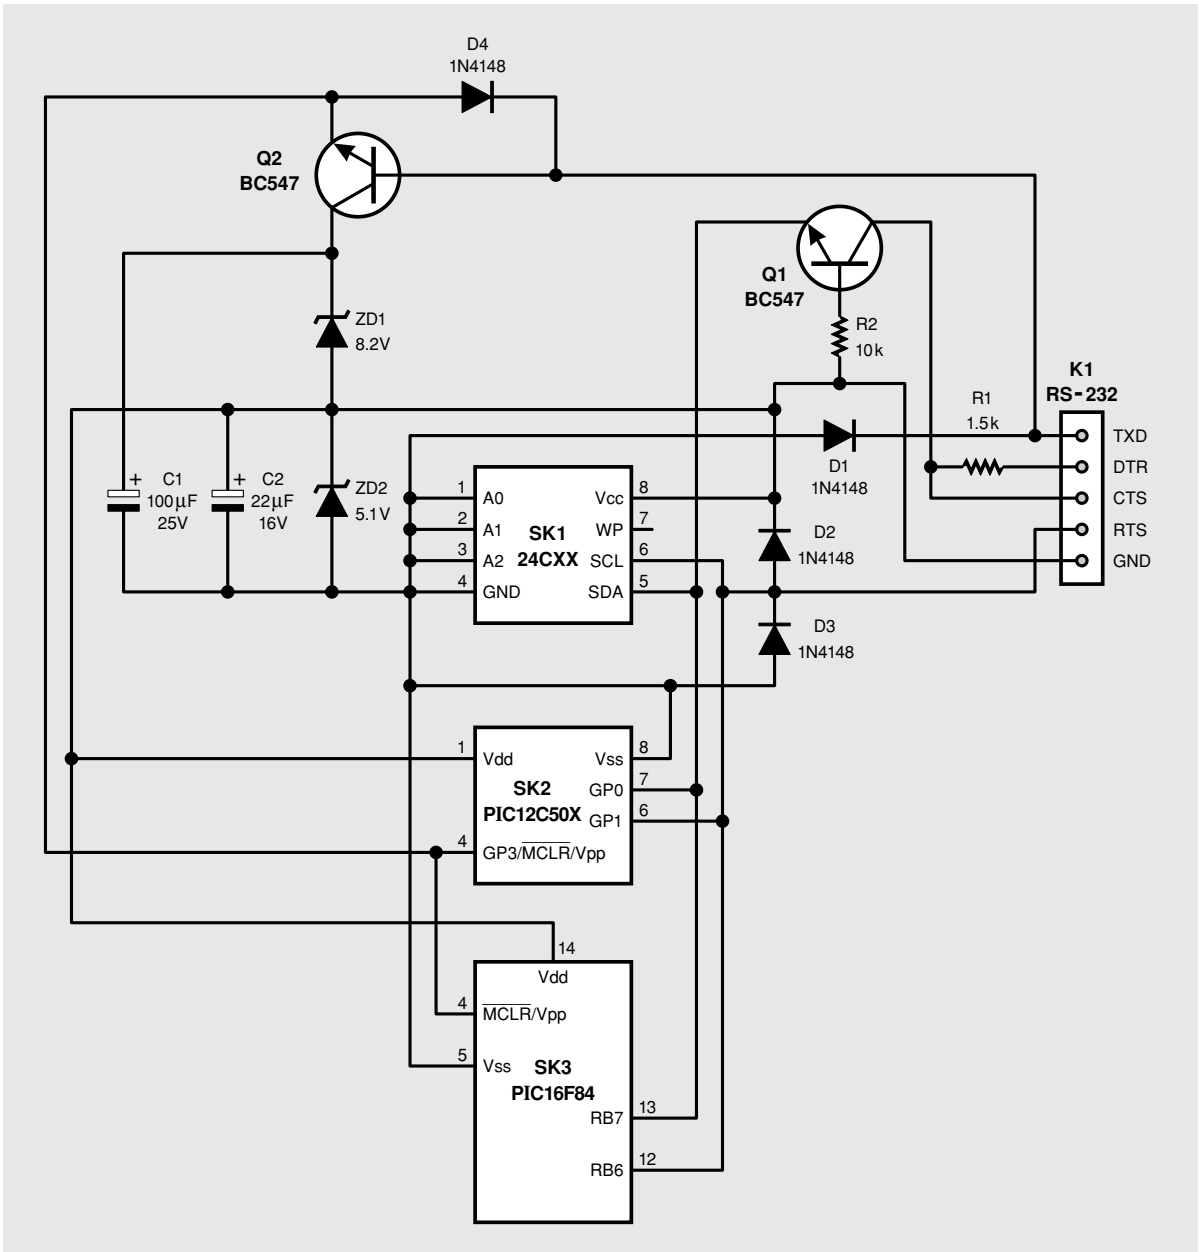 D4
1N4148
Q2
BC547
Q1
BC547
R2
10k
ZD1
8.2V
K1
RS-232
R1
1.5k
TXD
DTR
CTS
RTS
GND
D1
1N4148
+ C1
100µF
25V
+ C2
22µF
16V
ZD2
5.1V
1 A0
2 A1
3 A2
4 GND
SK1
24CXX
Vcc 8
WP 7
SCL 6
SDA 5
D2
1N4148
D3
1N4148
1 Vdd
Vss 8
SK2
PIC12C50X
GP0 7
GP1 6
4 GP3/MCLR/Vpp
14
Vdd
4 MCLR/Vpp
5 Vss
SK3
PIC16F84
RB7 13
RB6 12